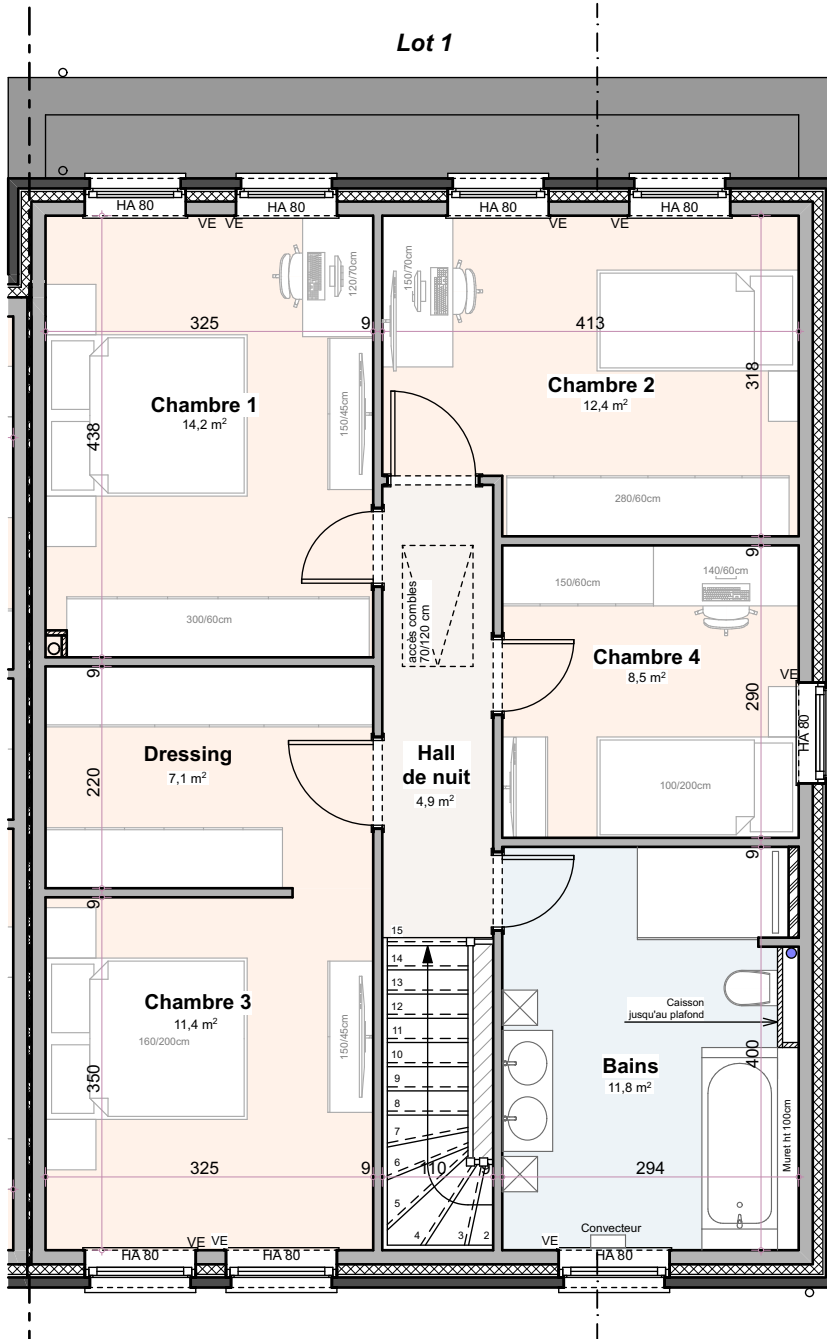 Lot 1
HA 80
HA 80
HA 80
HA 80
VE
VE
VE
VE
120/70cm
150/70cm
325
9
413
318
Chambre 1
14,2 m²
150/45cm
438
Chambre 2
12,4 m²
280/60cm
9
140/60cm
150/60cm
accès combles
70/120 cm
300/60cm
Chambre 4
8,5 m²
VE
290
HA 80
9
Dressing
7,1 m²
220
Hall
de nuit
4,9 m²
100/200cm
9
9
15
14
13
12
11
10
9
8
7
6
5
4
3
2
Chambre 3
11,4 m²
160/200cm
150/45cm
350
Caisson
jusqu'au plafond
400
Bains
11,8 m²
Muret ht 100cm
325
9
110
9
294
Convecteur
VE
VE
VE
HA 80
HA 80
HA 80